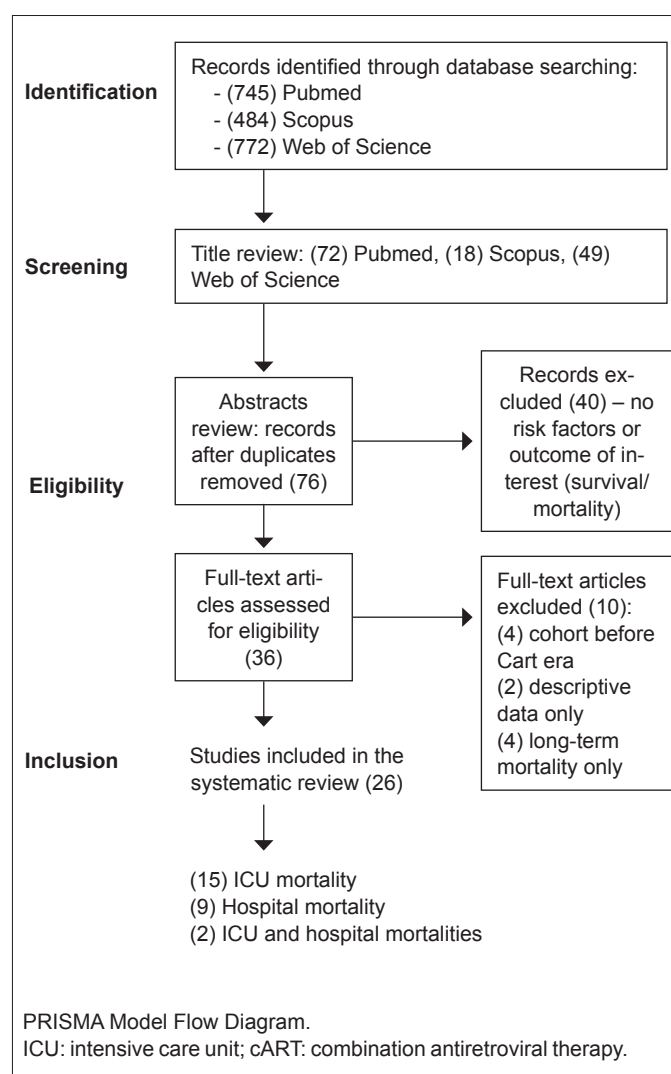 Identification
Records identified through database searching:
- (745) Pubmed
- (484) Scopus
- (772) Web of Science
Screening
Title review: (72) Pubmed, (18) Scopus, (49)
Web of Science
Eligibility
Abstracts
review: records
after duplicates
removed (76)
Records ex-
cluded (40) – no
risk factors or
outcome of in-
terest (survival/
mortality)
Full-text arti-
cles assessed
for eligibility
(36)
Full-text articles
excluded (10):
(4) cohort before
Cart era
(2) descriptive
data only
(4) long-term
mortality only
Inclusion
Studies included in the
systematic review (26)
(15) ICU mortality
(9) Hospital mortality
(2) ICU and hospital mortalities
PRISMA Model Flow Diagram.
ICU: intensive care unit; cART: combination antiretroviral therapy.